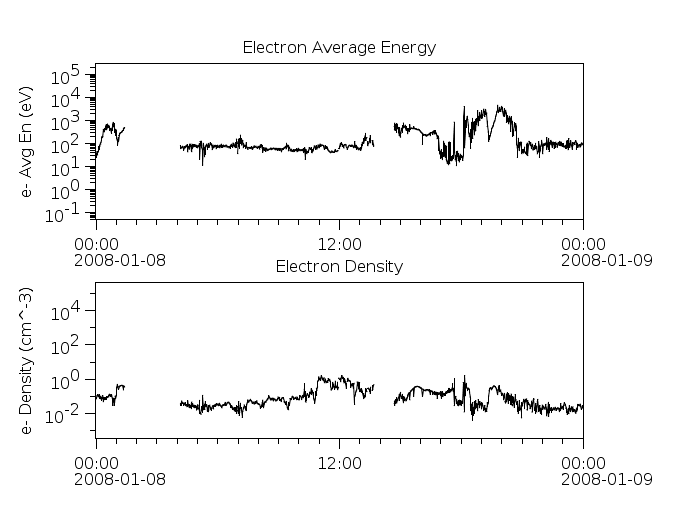 Electron Average Energy
e- Avg En (eV)
10^5
10^4
10^3
10^2
10^1
10^0
10^-1
00:00 12:00 00:00
2008-01-08 2008-01-09
Electron Density
e- Density (cm^-3)
10^4
10^2
10^0
10^-2
00:00 12:00 00:00
2008-01-08 2008-01-09